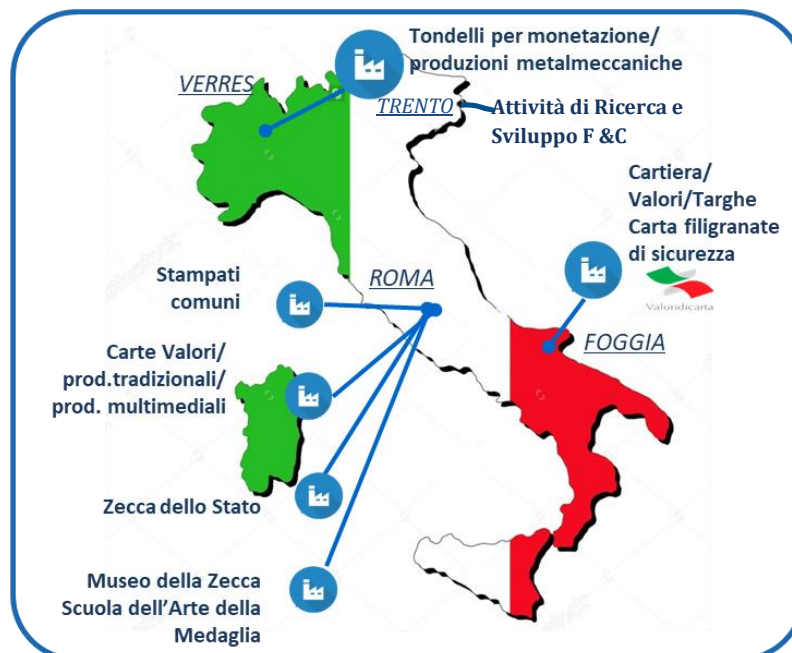 Tondelli per monetazione/
produzioni metalmeccaniche
VERRES
TRENTO
Attività di Ricerca e
Sviluppo F &C
Cartiera/
Valori/Targhe
Carta filigranate
di sicurezza
Valoridicarta
FOGGIA
ROMA
Stampati
comuni
Carte Valori/
prod.tradizionali/
prod. multimediali
Zecca dello Stato
Museo della Zecca
Scuola dell'Arte della
Medaglia